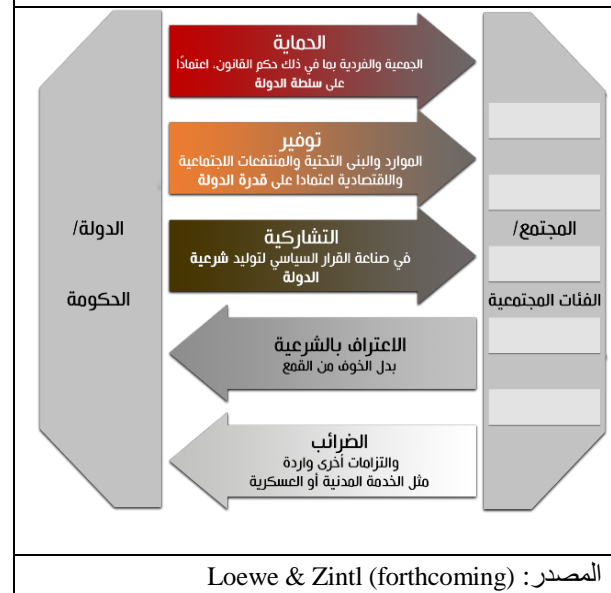 الحماية
الجمعية والفردية بما في ذلك حكم القانون، اعتمادًا
على سلطة الدولة
توفير
الموارد والبنى التحتية والمنتفعات الاجتماعية
والاقتصادية اعتمادا على قدرة الدولة
الدولة/
الحكومة
المجتمع/
الفئات المجتمعية
التشاركية
في صناعة القرار السياسي لتوليد شرعية
الدولة
الاعتراف بالشرعية
بدل الخوف من القمع
الضرائب
والتزامات أخرى واردة
مثل الخدمة المدنية أو العسكرية
المصدر: Loewe & Zintl (forthcoming)